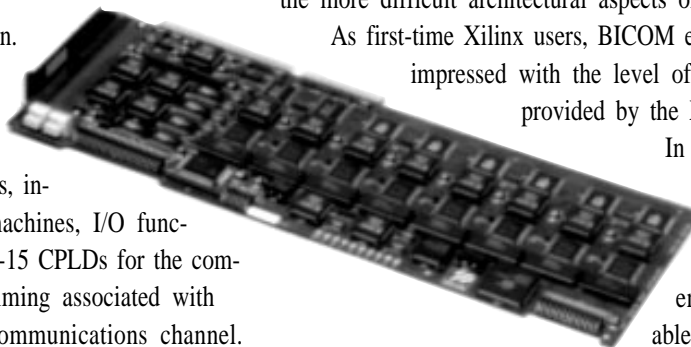 n.
s, in-
achines, I/O func-
-15 CPLDs for the com-
ming associated with
ommunications channel.
the more difficult architectural aspects o
As first-time Xilinx users, BICOM e
impressed with the level of
provided by the
In
en
able